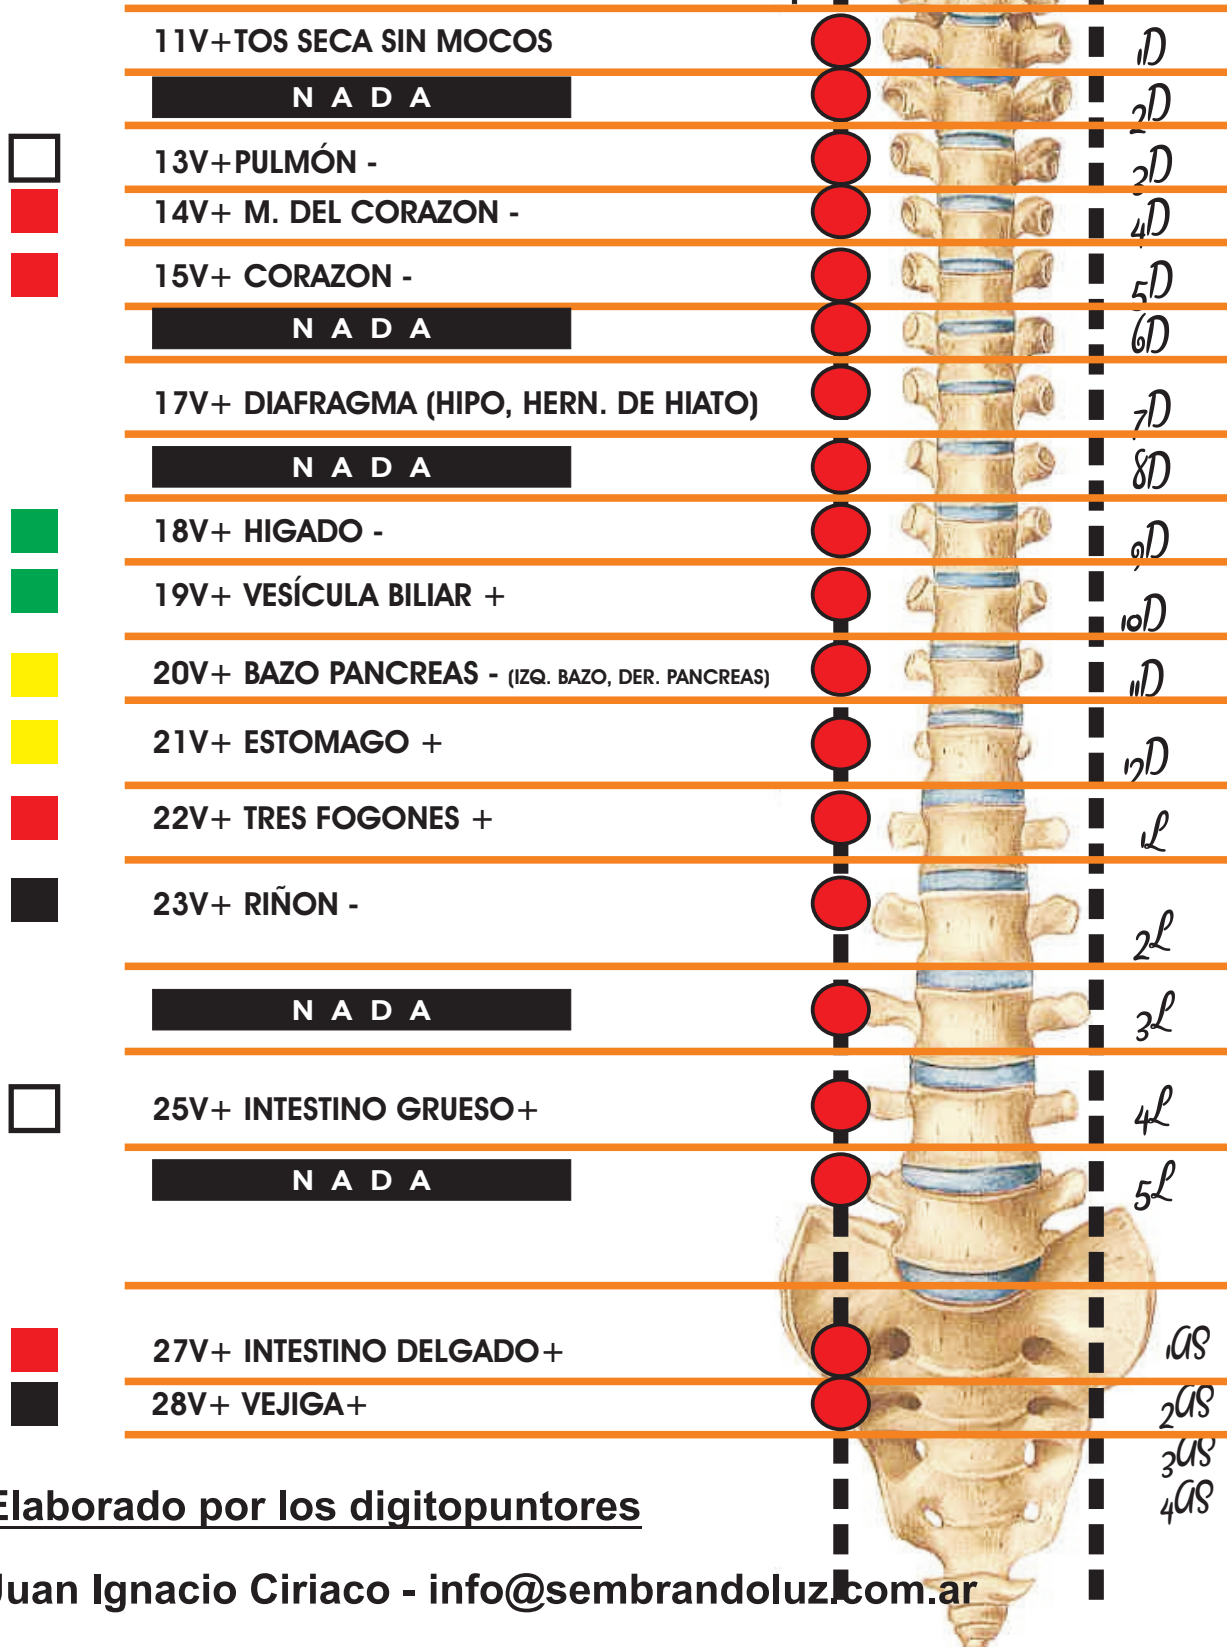 11V+TOS SECA SIN MOCOS 1D
NADA 2D
13V+PULMÓN - 3D
14V+ M. DEL CORAZON - 4D
15V+ CORAZON - 5D
NADA 6D
17V+ DIAFRAGMA (HIPO, HERN. DE HIATO) 7D
NADA 8D
18V+ HIGADO - 9D
19V+ VESÍCULA BILIAR + 10D
20V+ BAZO PANCREAS - (IZQ. BAZO, DER. PANCREAS) 11D
21V+ ESTOMAGO + 12D
22V+ TRES FOGONES + 1L
23V+ RIÑON - 2L
NADA 3L
25V+ INTESTINO GRUESO+ 4L
NADA 5L
27V+ INTESTINO DELGADO+ 1aS
28V+ VEJIGA+ 2aS
3aS
4aS
Elaborado por los digitopuntores
Juan Ignacio Ciriaco - info@sembrandoluz.com.ar